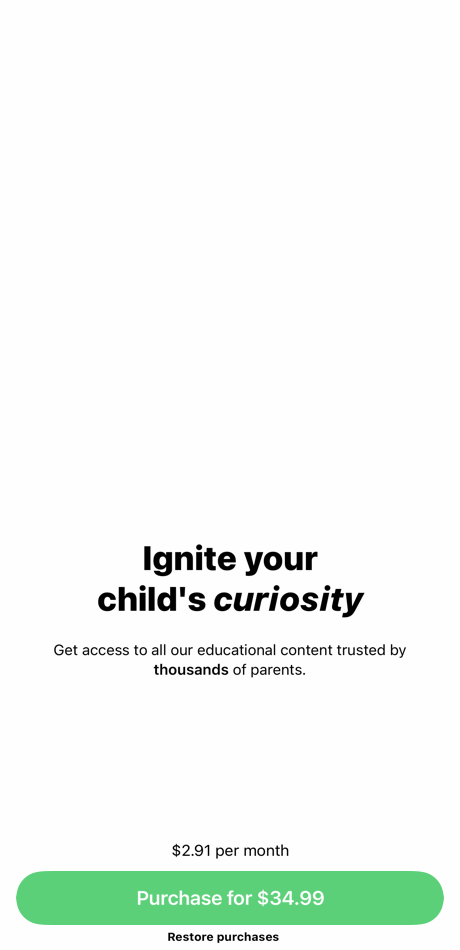 Ignite your
child's curiosity
Get access to all our educational content trusted by
thousands of parents.
$2.91 per month
Purchase for $34.99
Restore purchases